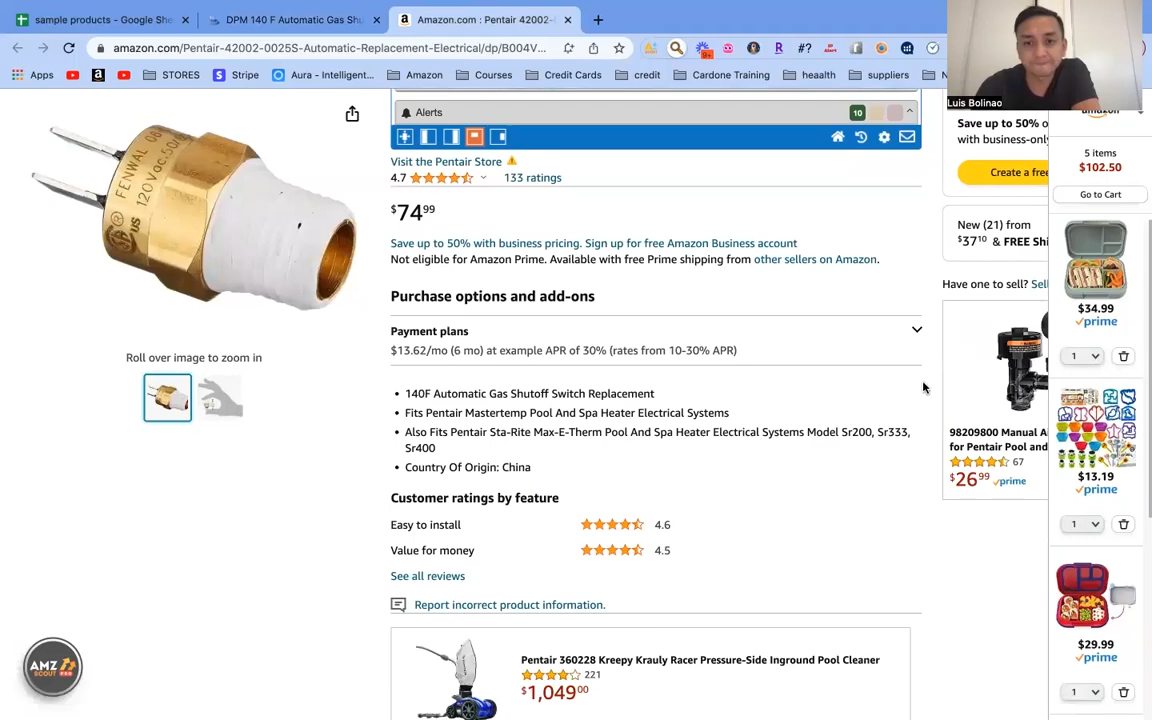 sample products - Google She
DPM 140 F Automatic Gas Shu
Amazon.com : Pentair 42002-
amazon.com/Pentair-42002-0025S-Automatic-Replacement-Electrical/dp/B004V...
#?
9+
Apps
STORES
Stripe
Aura - Intelligent...
Amazon
Courses
Credit Cards
credit
Cardone Training
heaalth
suppliers
Luis Bolinao
FENWAL
120Vac.
US
Roll over image to zoom in
AMZ
SCOUT
Alerts
10
Visit the Pentair Store
4.7
133 ratings
$74 99
Save up to 50% with business pricing. Sign up for free Amazon Business account
Not eligible for Amazon Prime. Available with free Prime shipping from other sellers on Amazon.
Purchase options and add-ons
Payment plans
$13.62/mo (6 mo) at example APR of 30% (rates from 10-30% APR)
• 140F Automatic Gas Shutoff Switch Replacement
• Fits Pentair Mastertemp Pool And Spa Heater Electrical Systems
• Also Fits Pentair Sta-Rite Max-E-Therm Pool And Spa Heater Electrical Systems Model Sr200, Sr333,
Sr400
• Country Of Origin: China
Customer ratings by feature
Easy to install
4.6
Value for money
4.5
See all reviews
Report incorrect product information.
Pentair 360228 Kreepy Krauly Racer Pressure-Side Inground Pool Cleaner
221
$1,049 00
Save up to 50% o
with business-onl
Create a free
New (21) from
$37 10 & FREE Shi
Have one to sell? Sel
98209800 Manual A
for Pentair Pool and
67
$26 99 prime
amazon
5 items
$102.50
Go to Cart
$34.99
prime
1
$13.19
prime
1
$29.99
prime
1